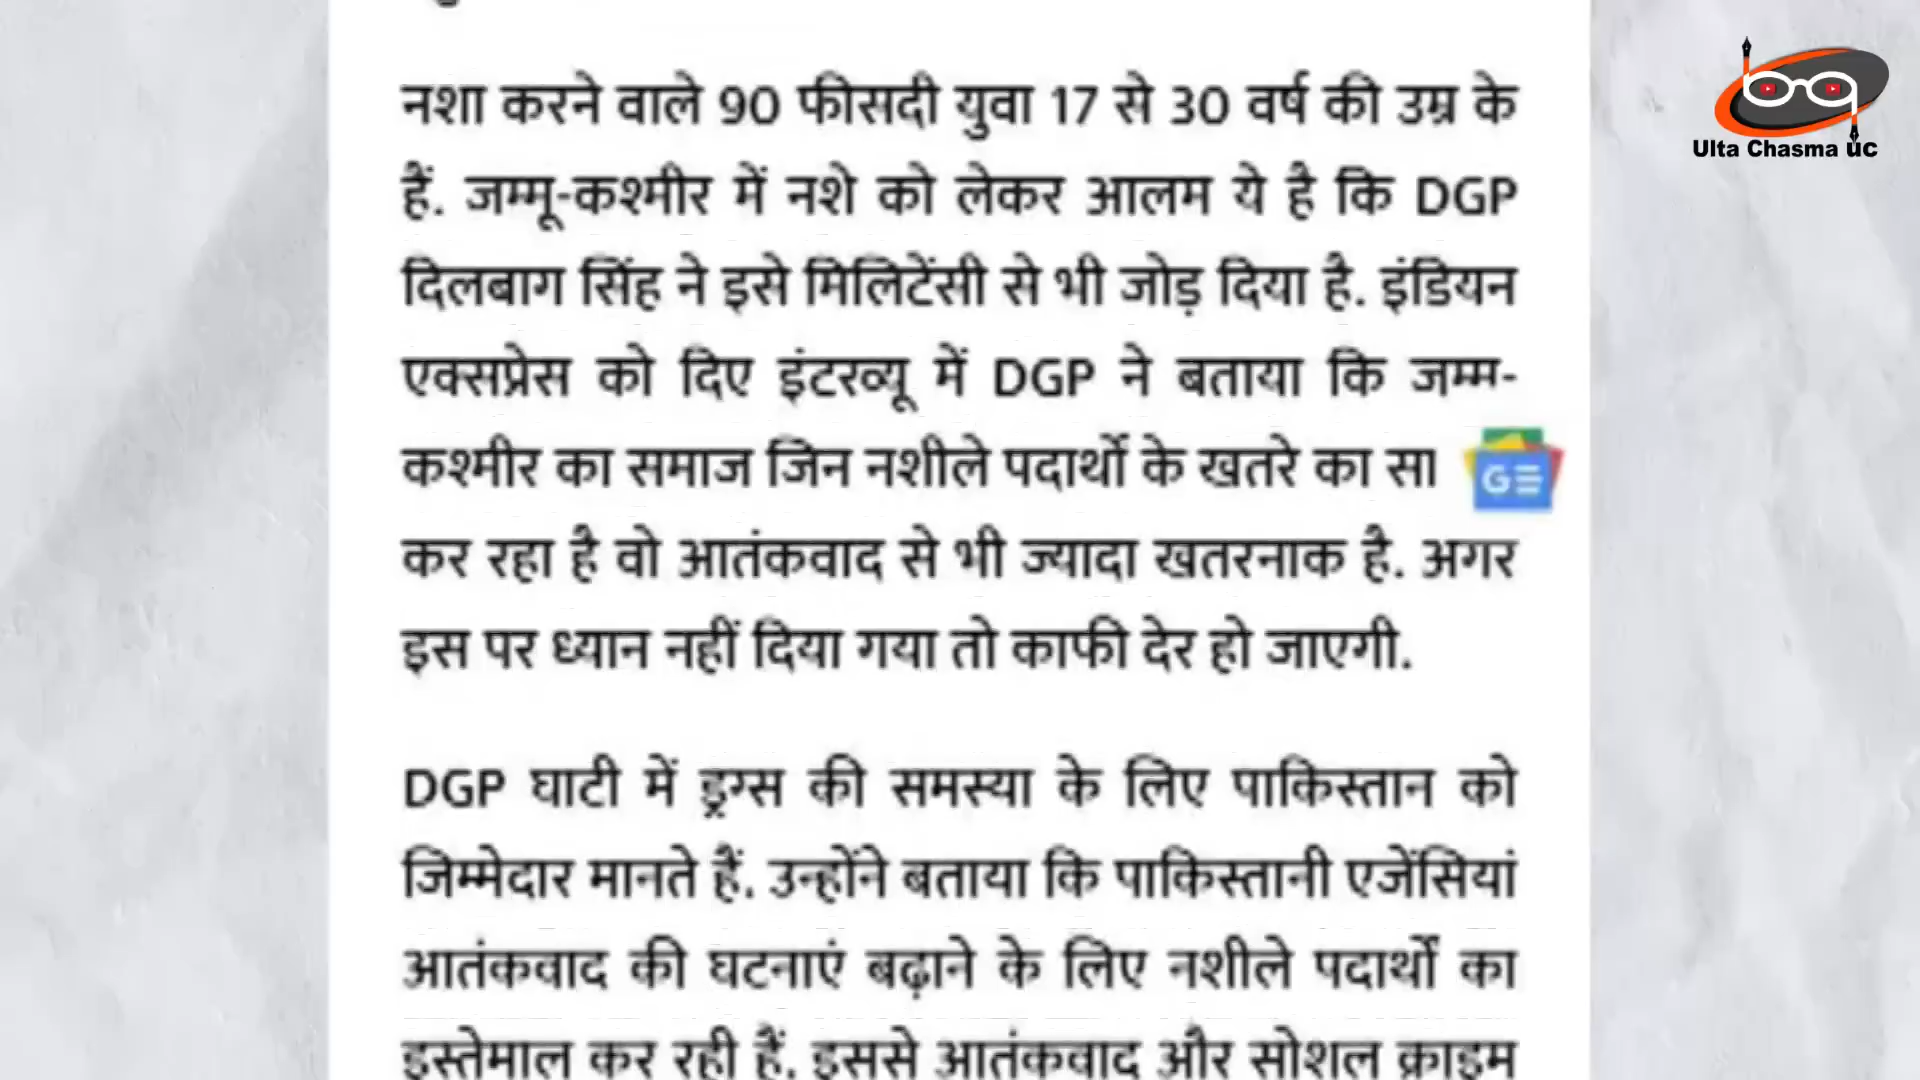 नशा करने वाले 90 फीसदी युवा 17 से 30 वर्ष की उम्र के
हैं. जम्मू-कश्मीर में नशे को लेकर आलम ये है कि DGP
दिलबाग सिंह ने इसे मिलिटेंसी से भी जोड़ दिया है. इंडियन
एक्सप्रेस को दिए इंटरव्यू में DGP ने बताया कि जम्म-
कश्मीर का समाज जिन नशीले पदार्थों के खतरे का सा
कर रहा है वो आतंकवाद से भी ज्यादा खतरनाक है. अगर
इस पर ध्यान नहीं दिया गया तो काफी देर हो जाएगी.
DGP घाटी में ड्रग्स की समस्या के लिए पाकिस्तान को
जिम्मेदार मानते हैं. उन्होंने बताया कि पाकिस्तानी एजेंसियां
आतंकवाद की घटनाएं बढ़ाने के लिए नशीले पदार्थों का
इस्तेमाल कर रही हैं. इससे आतंकवाद और सोशल क्राइम
Ulta Chasma uc
G